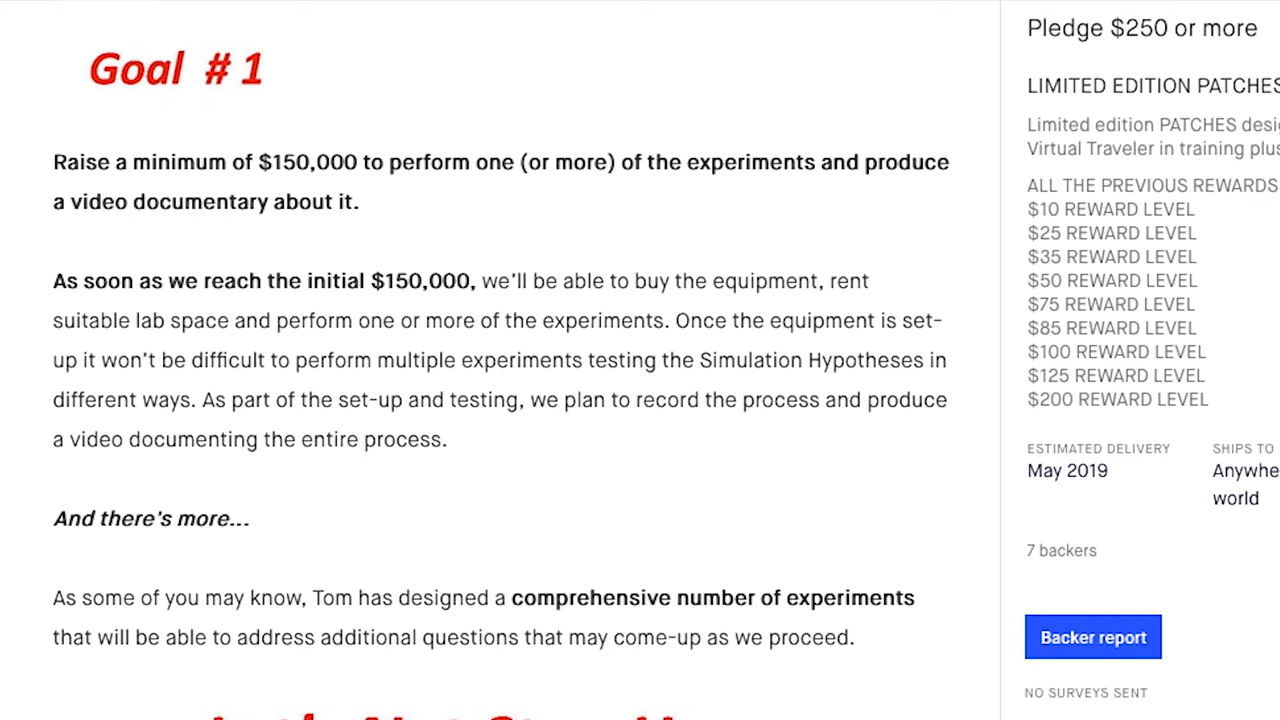 Goal # 1
Raise a minimum of $150,000 to perform one (or more) of the experiments and produce
a video documentary about it.
As soon as we reach the initial $150,000, we'll be able to buy the equipment, rent
suitable lab space and perform one or more of the experiments. Once the equipment is set-
up it won't be difficult to perform multiple experiments testing the Simulation Hypotheses in
different ways. As part of the set-up and testing, we plan to record the process and produce
a video documenting the entire process.
And there's more...
As some of you may know, Tom has designed a comprehensive number of experiments
that will be able to address additional questions that may come-up as we proceed.
Pledge $250 or more
LIMITED EDITION PATCHES
Limited edition PATCHES
Virtual Traveler in training plus
ALL THE PREVIOUS REWARDS
$10 REWARD LEVEL
$25 REWARD LEVEL
$35 REWARD LEVEL
$50 REWARD LEVEL
$75 REWARD LEVEL
$85 REWARD LEVEL
$100 REWARD LEVEL
$125 REWARD LEVEL
$200 REWARD LEVEL
ESTIMATED DELIVERY
May 2019
SHIPS TO
world
7 backers
Backer report
NO SURVEYS SENT